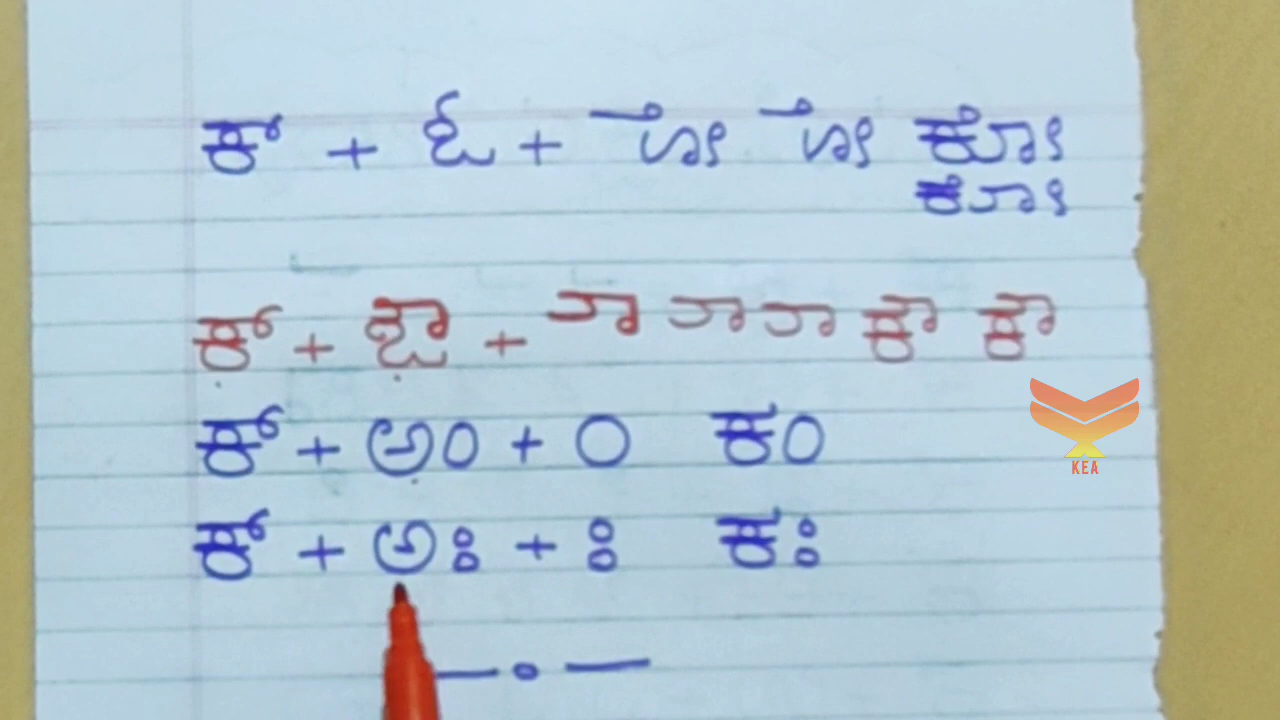 ಕ್ + ಓ + ೋ ೋ ಕೋ
ಕೋ
ಕ್ + ಔ + ೌ ೌ ೌ ಕೌ ಕೌ
ಕ್ + ಅಂ + ಂ ಕಂ
ಕ್ + ಅಃ + ಃ ಕಃ
KEA